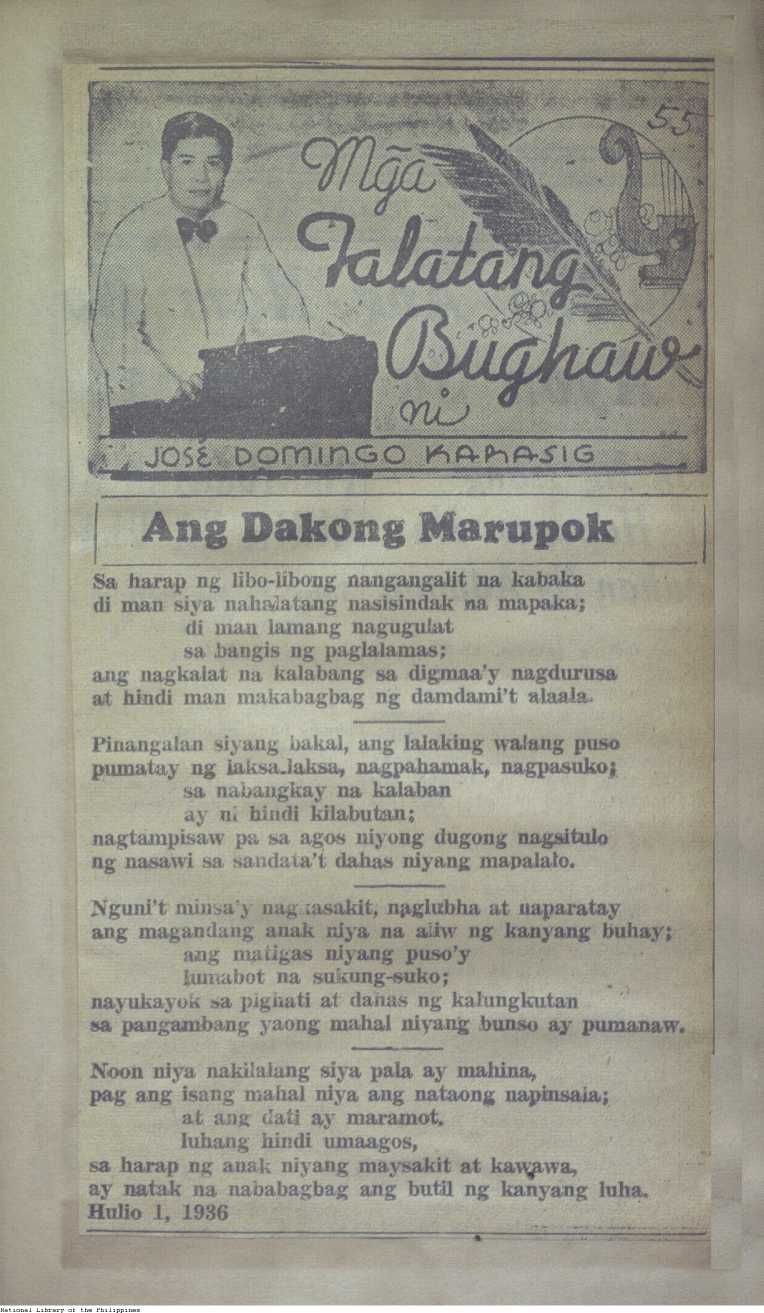 55
Mg̃a
Talatang
Bughaw
ni
JOSÉ DOMINGO KARASIG
Ang Dakong Marupok
Sa harap ng libo-libong nangangalit na kabaka
di man siya nahalatang nasisindak na mapaka;
di man lamang nagugulat
sa bangis ng paglalamas;
ang nagkalat na kalabang sa digmaa'y nagdurusa
at hindi man makabagbag ng damdami't alaala.
Pinangalan siyang bakal, ang lalaking walang puso
pumatay ng laksa-laksa, nagpahamak, nagpasuko;
sa nabangkay na kalaban
ay ni hindi kilabutan;
nagtampisaw pa sa agos niyong dugong nagsitulo
ng nasawi sa sandata't dahas niyang mapalalo.
Nguni't minsa'y nagkasakit, naglubha at naparatay
ang magandang anak niya na aliw ng kanyang buhay;
ang matigas niyang puso'y
lumabot na sukung-suko;
nayukayok sa pighati at dahas ng kalungkutan
sa pangambang yaong mahal niyang bunso ay pumanaw.
Noon niya nakilalang siya pala ay mahina,
pag ang isang mahal niya ang nataong napinsala;
at ang dati ay maramot,
luhang hindi umaagos,
sa harap ng anak niyang maysakit at kawawa,
ay natak na nababagbag ang butil ng kanyang luha.
Hulio 1, 1936
National Library of the Philippines